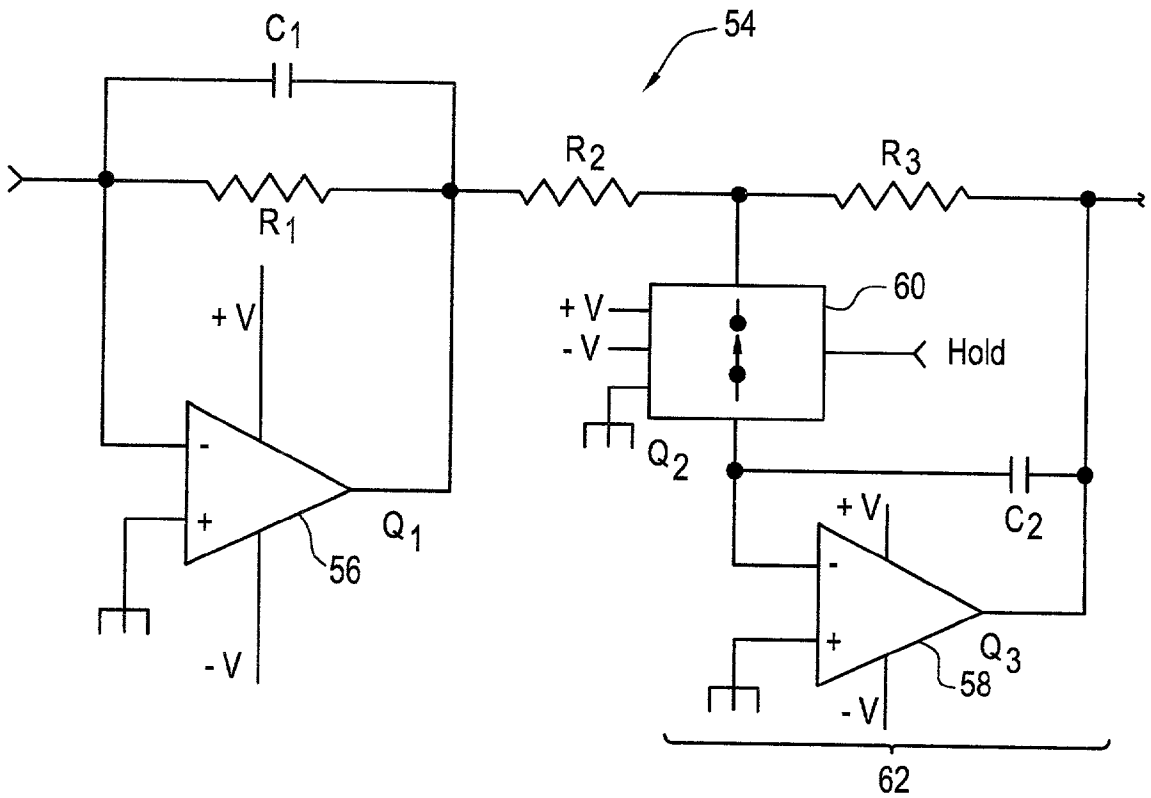 54
C1
R1
R2
R3
+ V
- V
-
+
Q1
56
60
+ V
- V
Hold
Q2
C2
+ V
- V
-
+
Q3
58
62